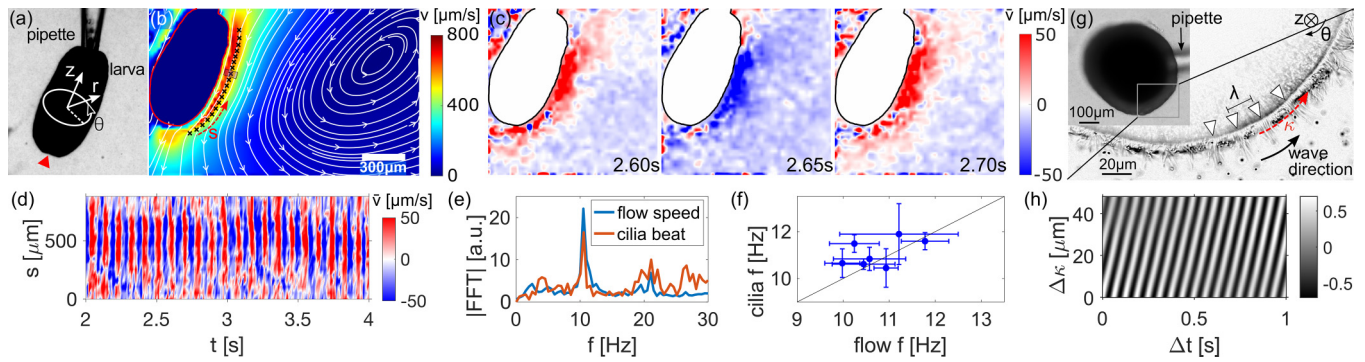 (a)
pipette
larva
z
r
θ
(b)
v [μm/s]
800
600
400
200
0
s
300μm
(c)
2.60s
2.65s
2.70s
v̄ [μm/s]
50
0
-50
(g)
pipette
z⊗
θ
λ
κ
100μm
20μm
wave
direction
(d)
s [μm]
500
0
2 2.5 3 3.5 4
t [s]
v̄ [μm/s]
50
0
-50
(e)
|FFT| [a.u.]
20
10
0
0 10 20 30
f [Hz]
flow speed
cilia beat
(f)
cilia f [Hz]
12
11
10
9 10 11 12 13
flow f [Hz]
(h)
Δκ [μm]
40
20
0
0 0.5 1
Δt [s]
0.5
0
-0.5